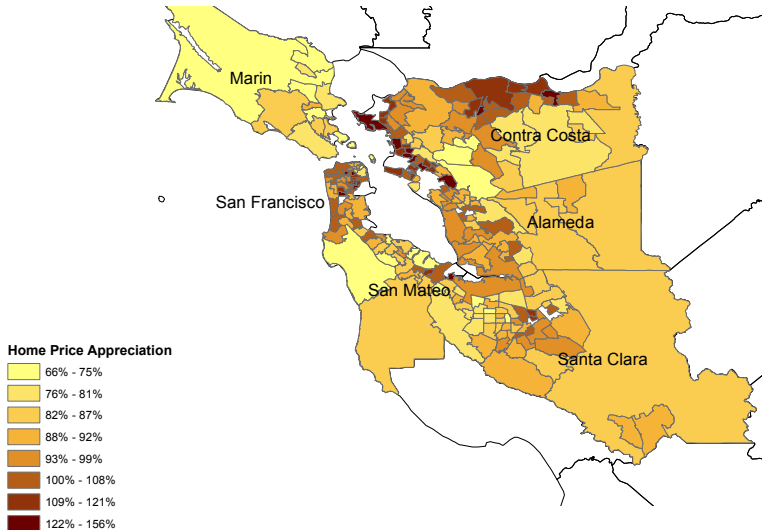 Marin
Contra Costa
San Francisco
Alameda
San Mateo
Santa Clara
Home Price Appreciation
66% - 75%
76% - 81%
82% - 87%
88% - 92%
93% - 99%
100% - 108%
109% - 121%
122% - 156%